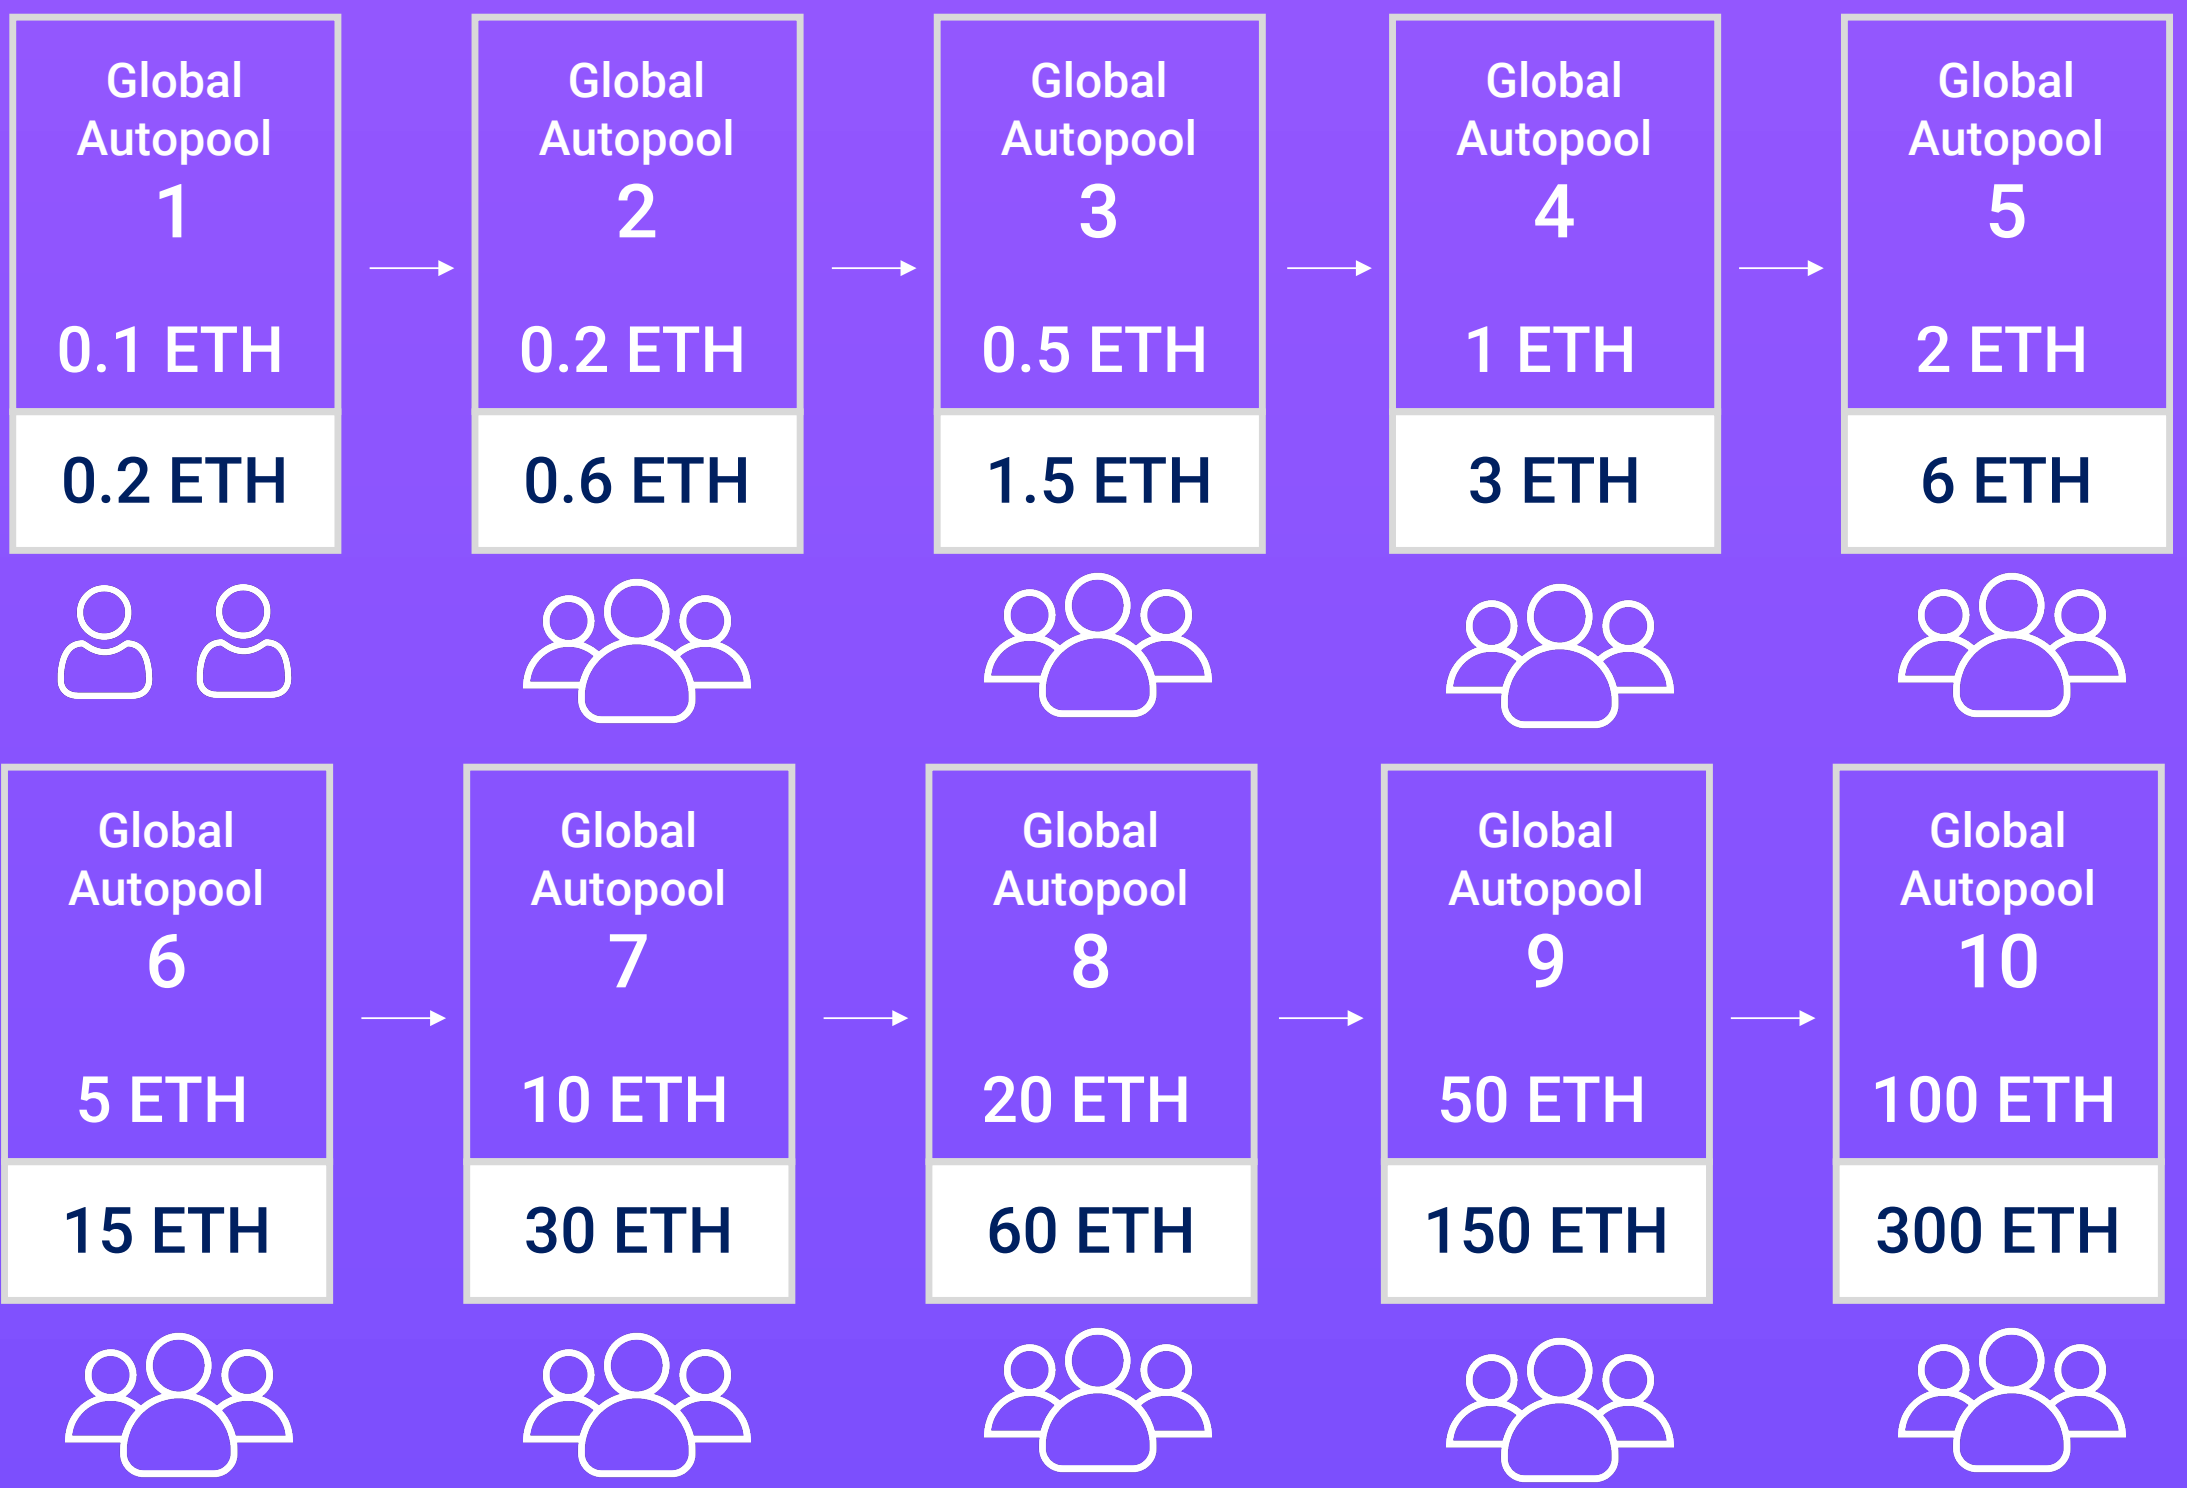 Global
Autopool
1
0.1 ETH
0.2 ETH
Global
Autopool
2
0.2 ETH
0.6 ETH
Global
Autopool
3
0.5 ETH
1.5 ETH
Global
Autopool
4
1 ETH
3 ETH
Global
Autopool
5
2 ETH
6 ETH
Global
Autopool
6
5 ETH
15 ETH
Global
Autopool
7
10 ETH
30 ETH
Global
Autopool
8
20 ETH
60 ETH
Global
Autopool
9
50 ETH
150 ETH
Global
Autopool
10
100 ETH
300 ETH